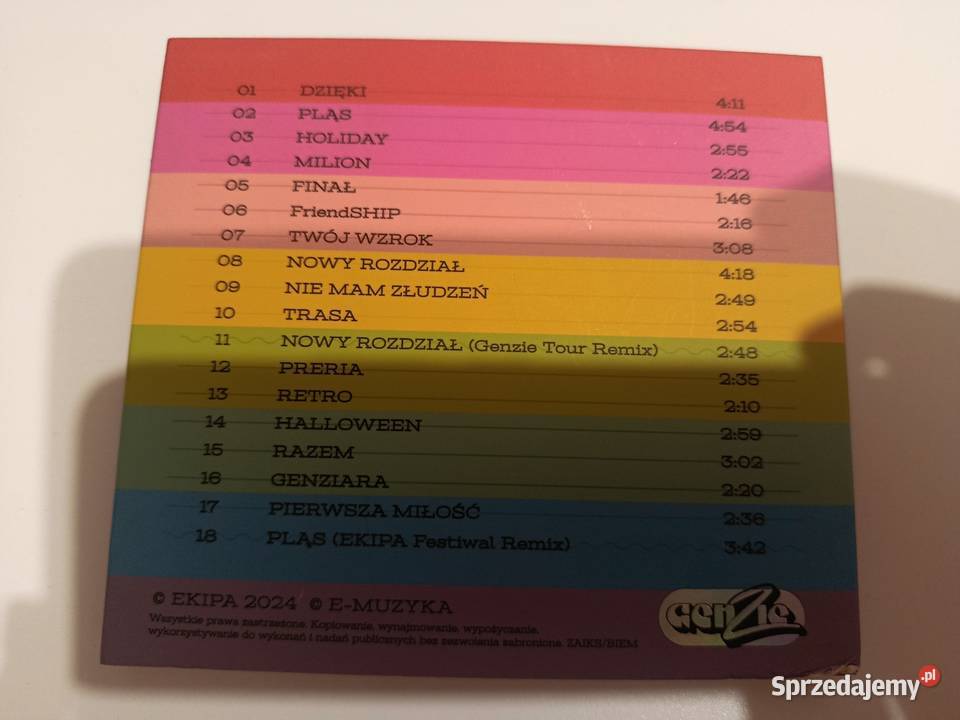 01 DZIĘKI 4:11
02 PLĄS 4:54
03 HOLIDAY 2:55
04 MILION 2:22
05 FINAŁ 1:46
06 FriendSHIP 2:16
07 TWÓJ WZROK 3:08
08 NOWY ROZDZIAŁ 4:18
09 NIE MAM ZŁUDZEŃ 2:49
10 TRASA 2:54
11 NOWY ROZDZIAŁ (Genzie Tour Remix) 2:48
12 PRERIA 2:35
13 RETRO 2:10
14 HALLOWEEN 2:59
15 RAZEM 3:02
16 GENZIARA 2:20
17 PIERWSZA MIŁOŚĆ 2:36
18 PLĄS (EKIPA Festiwal Remix) 3:42
© EKIPA 2024 © E-MUZYKA
Wszystkie prawa zastrzeżone. Kopiowanie, wynajmowanie, wypożyczanie,
wykorzystywanie do wykonań i nadań publicznych bez zezwolenia zabronione. ZAIKS/BIEM
GenZie
Sprzedajemy.pl